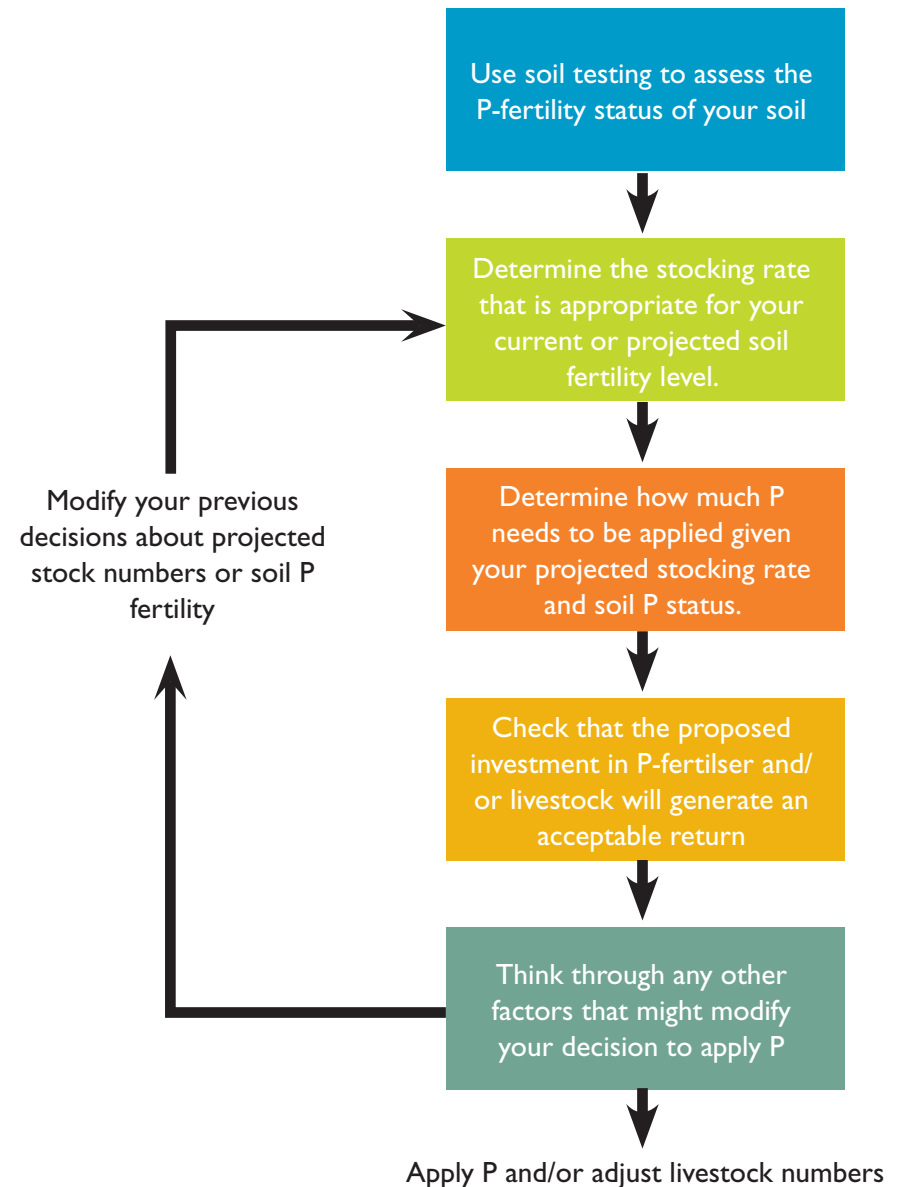 Use soil testing to assess the
P-fertility status of your soil
Determine the stocking rate
that is appropriate for your
current or projected soil
fertility level.
Determine how much P
needs to be applied given
your projected stocking rate
and soil P status.
Check that the proposed
investment in P-fertilser and/
or livestock will generate an
acceptable return
Think through any other
factors that might modify
your decision to apply P
Modify your previous
decisions about projected
stock numbers or soil P
fertility
Apply P and/or adjust livestock numbers